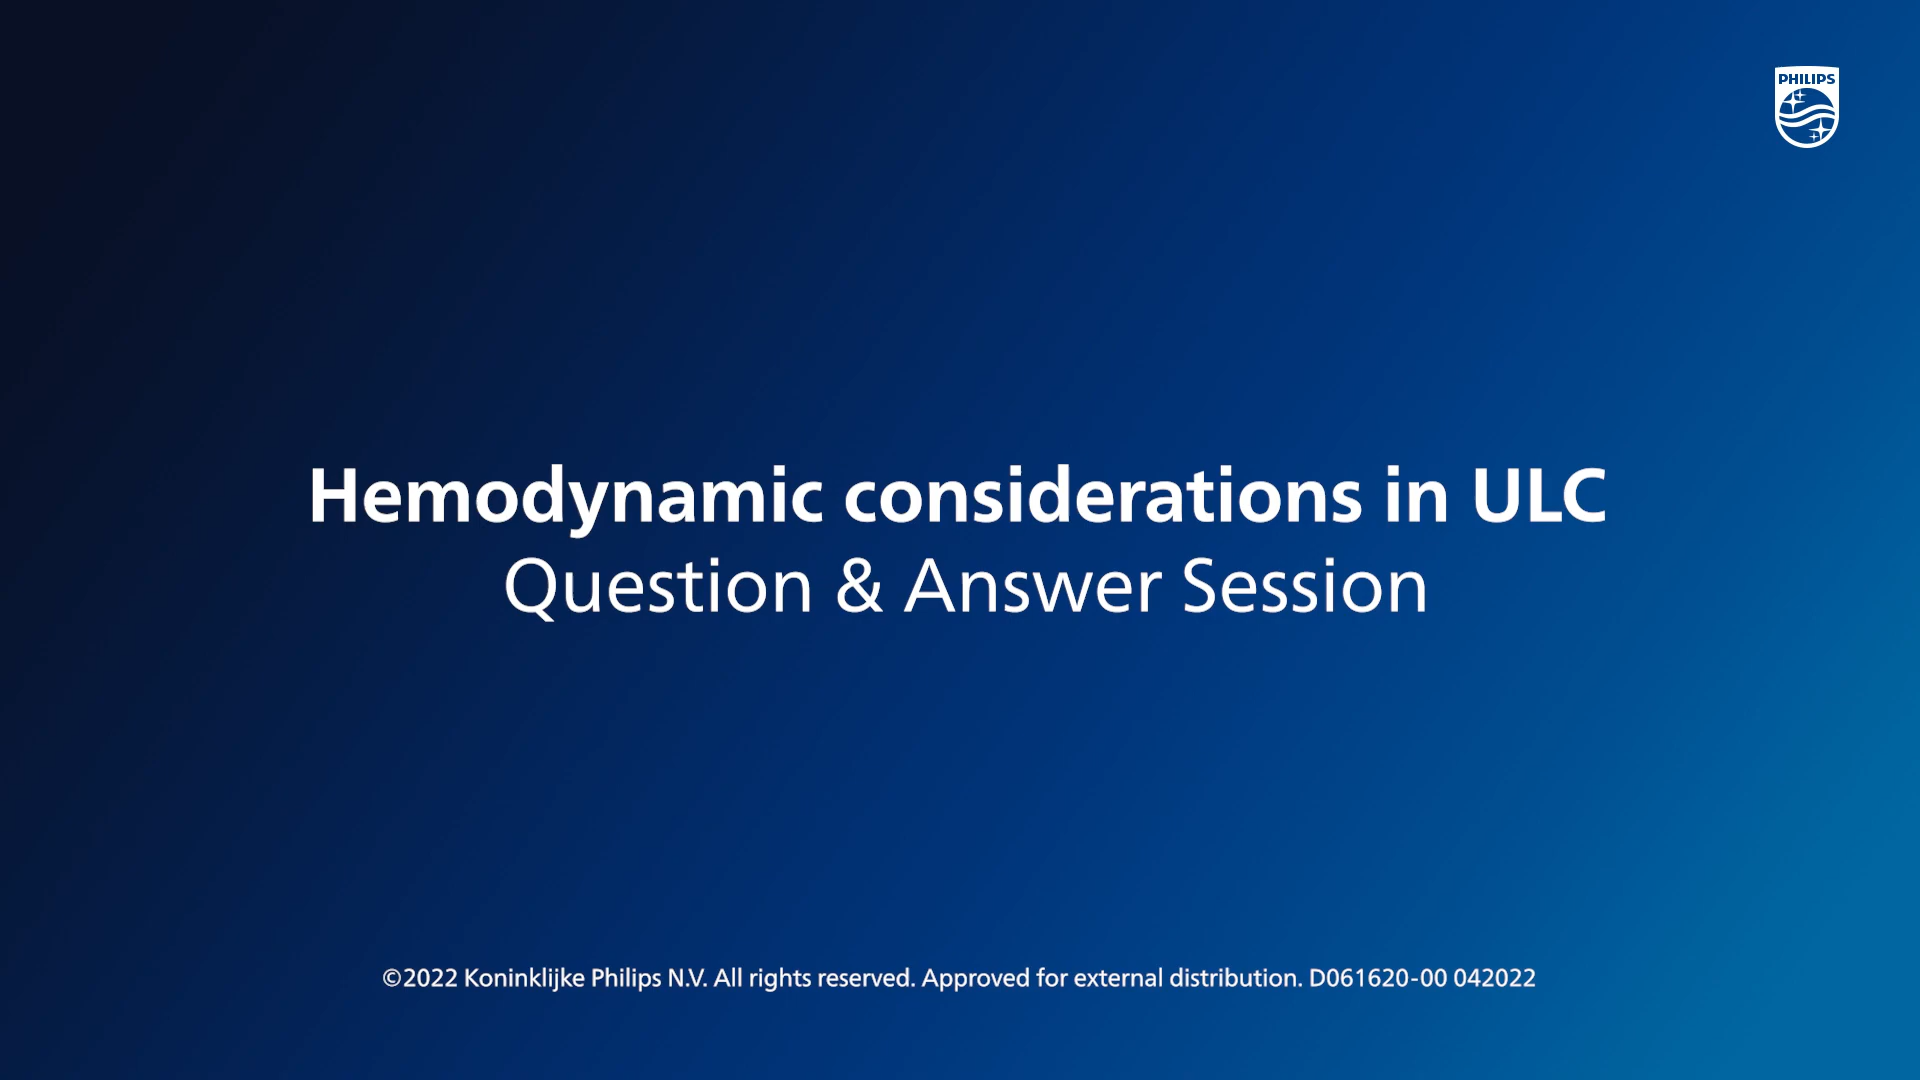 PHILIPS
Hemodynamic considerations in ULC
Question & Answer Session
©2022 Koninklijke Philips N.V. All rights reserved. Approved for external distribution. D061620-00 042022